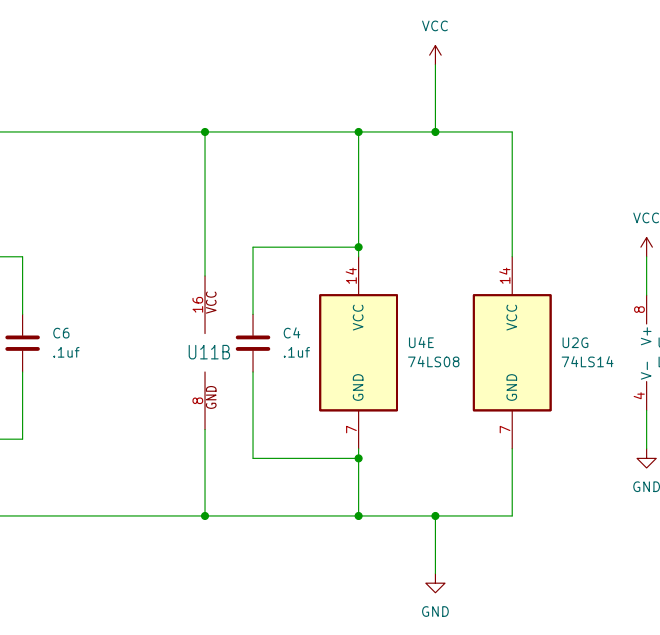 VCC
VCC
16
VCC
14
VCC
14
VCC
8
V+
C6
.1uf
U11B
C4
.1uf
U4E
74LS08
U2G
74LS14
8
GND
GND
7
GND
7
V-
4
GND
GND